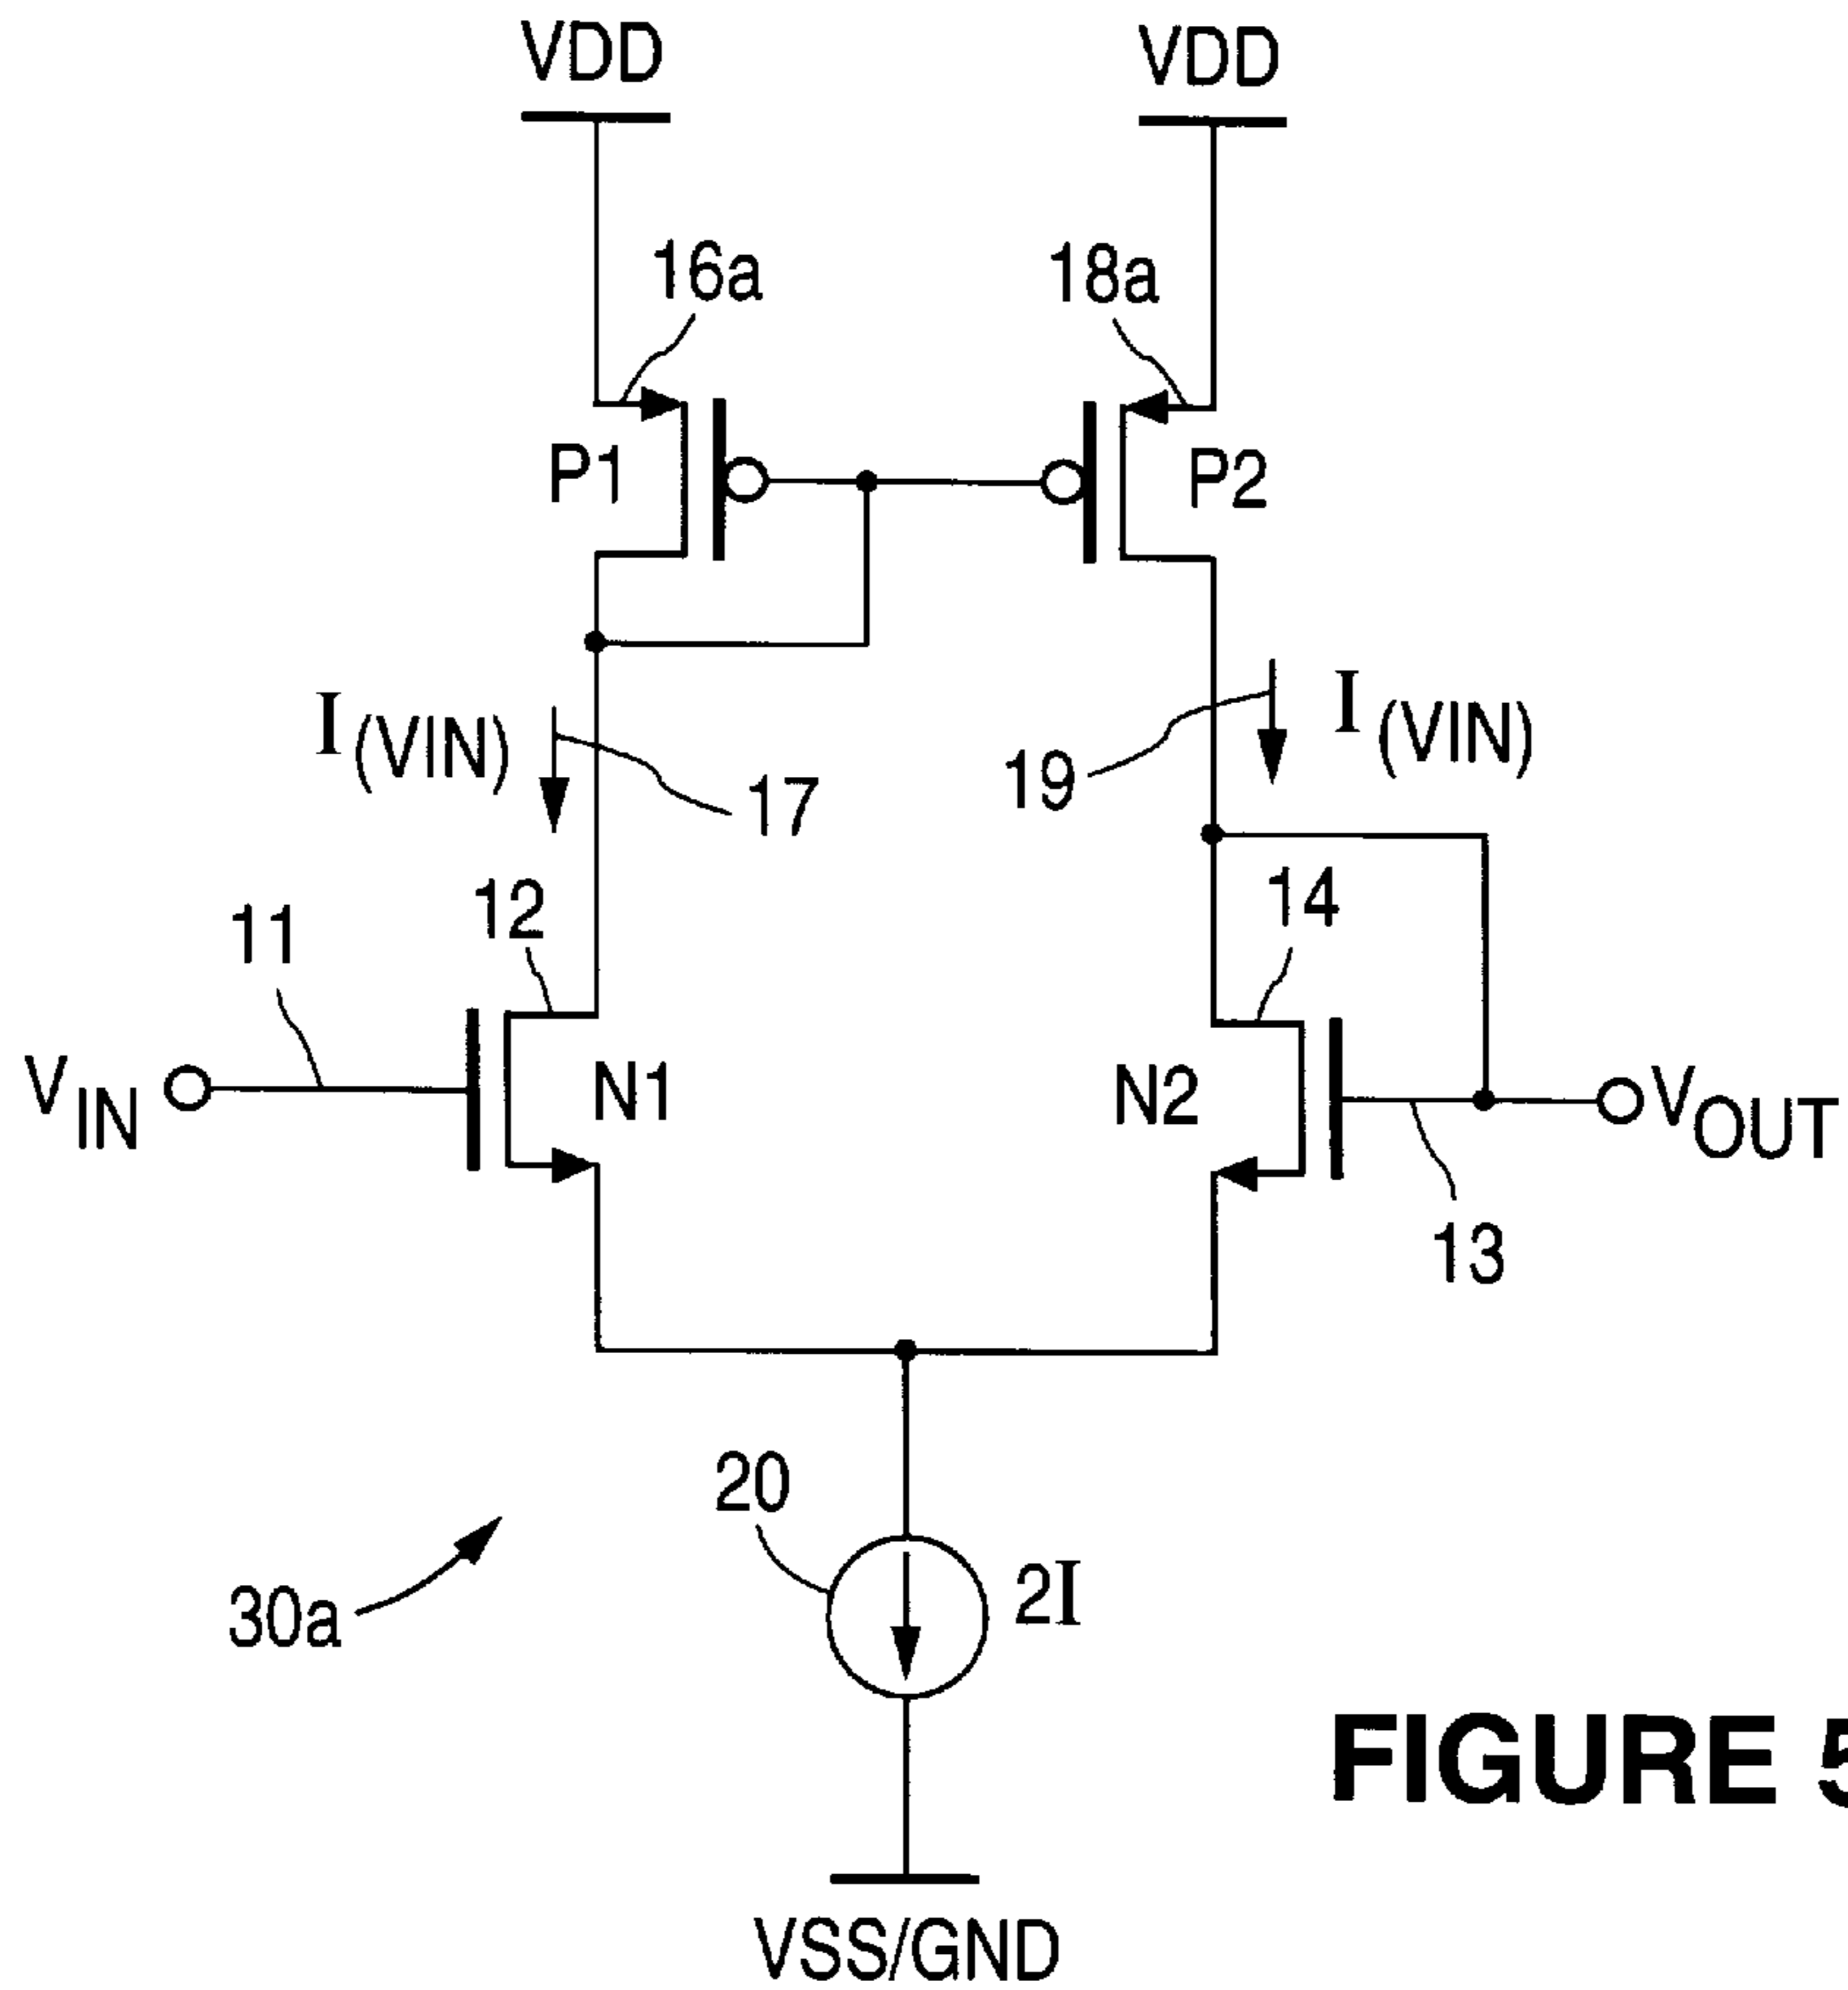 VDD
VDD
16a
18a
P1
P2
I(VIN)
17
19
I(VIN)
11
12
14
VIN
N1
N2
VOUT
13
20
2I
30a
FIGURE 5
VSS/GND